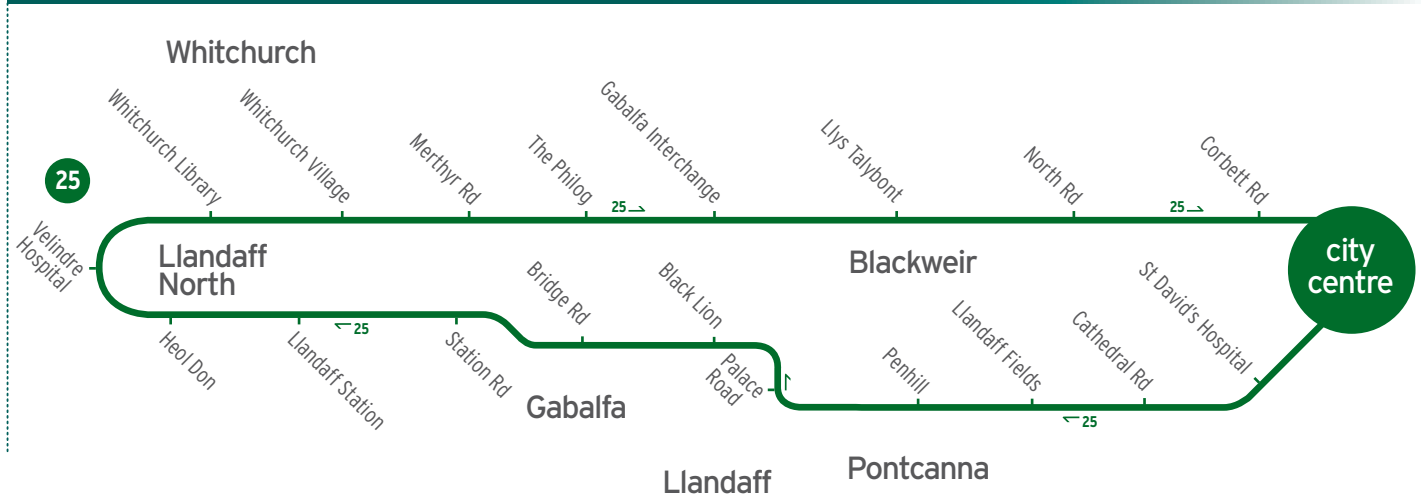 Whitchurch
25
Whitchurch Library
Whitchurch Village
Merthyr Rd
The Philog
25
Gabalfa Interchange
Llys Talybont
North Rd
25
Corbett Rd
city
centre
Velindre
Hospital
Llandaff
North
Blackweir
Heol Don
Llandaff Station
25
Station Rd
Bridge Rd
Black Lion
Palace
Road
Penhill
Llandaff Fields
25
Cathedral Rd
St David's Hospital
Gabalfa
Llandaff
Pontcanna